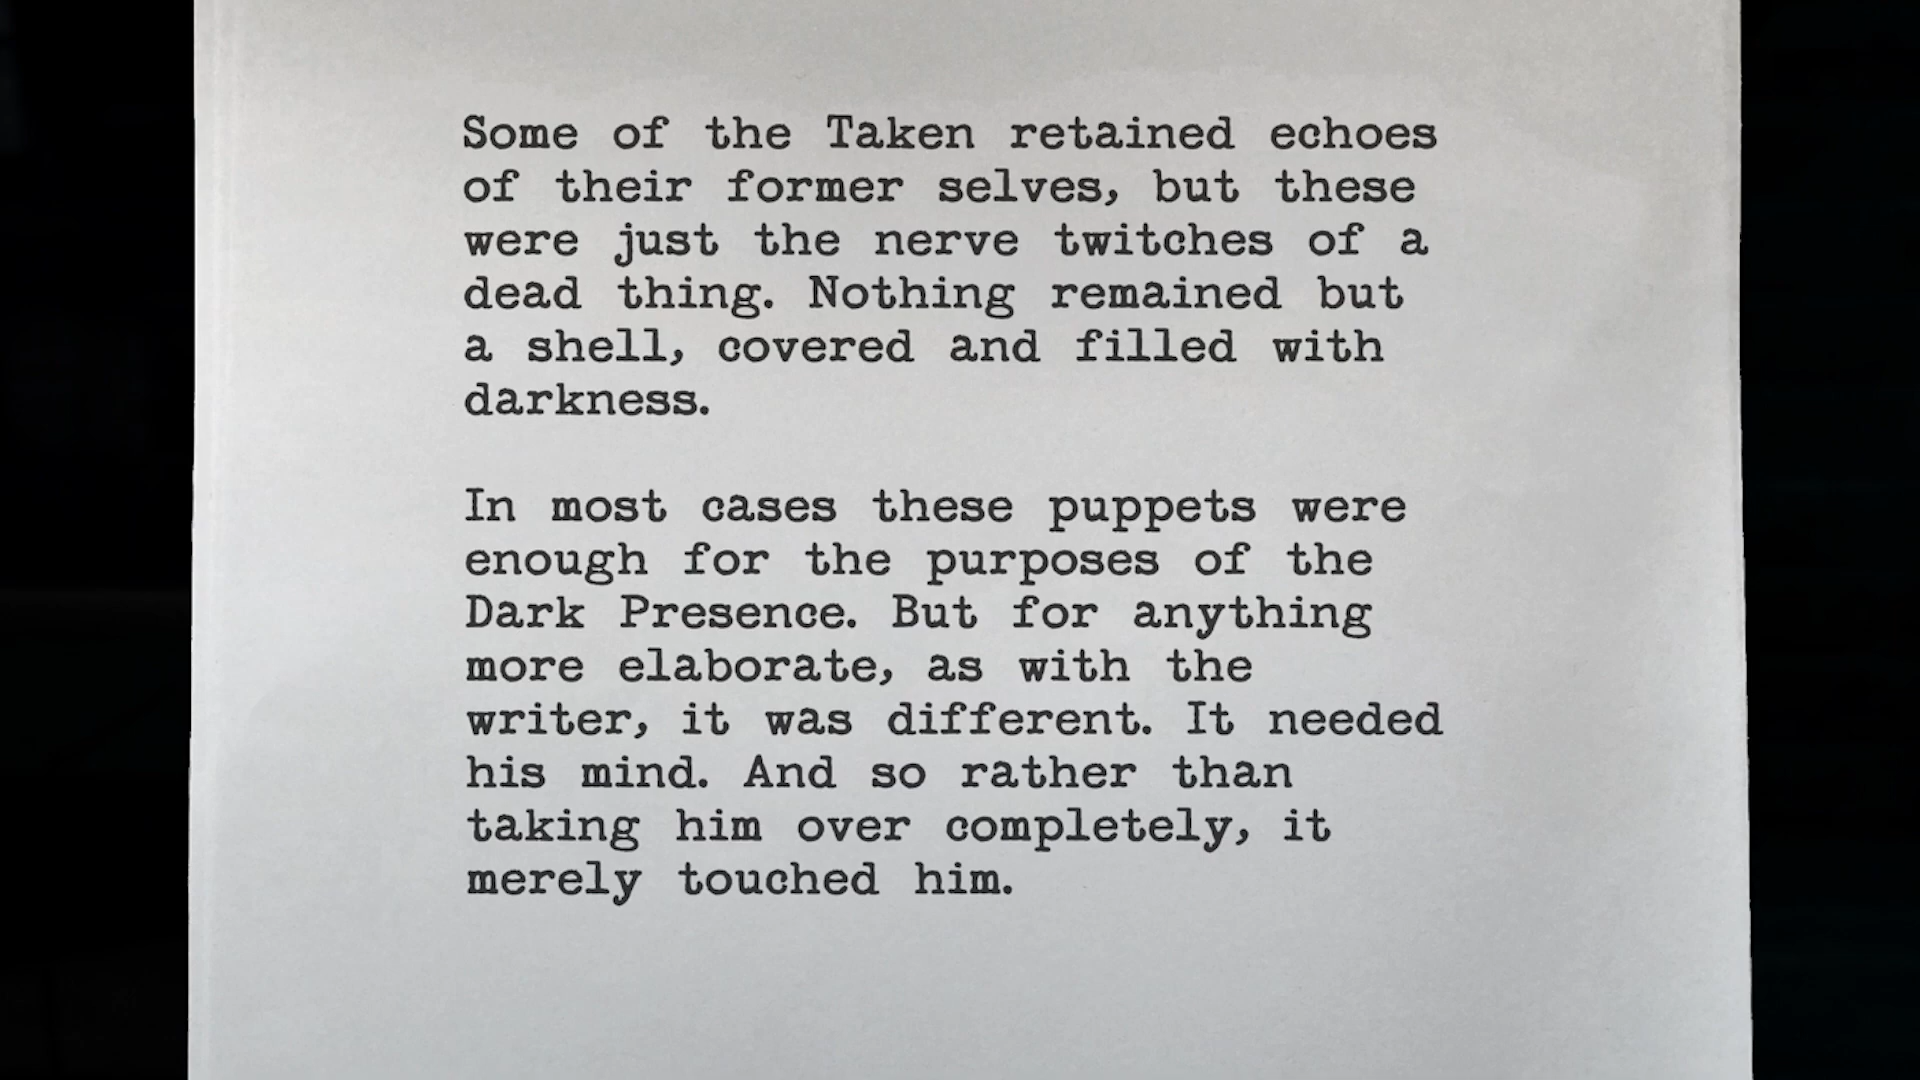 Some of the Taken retained echoes
of their former selves, but these
were just the nerve twitches of a
dead thing. Nothing remained but
a shell, covered and filled with
darkness.
In most cases these puppets were
enough for the purposes of the
Dark Presence. But for anything
more elaborate, as with the
writer, it was different. It needed
his mind. And so rather than
taking him over completely, it
merely touched him.